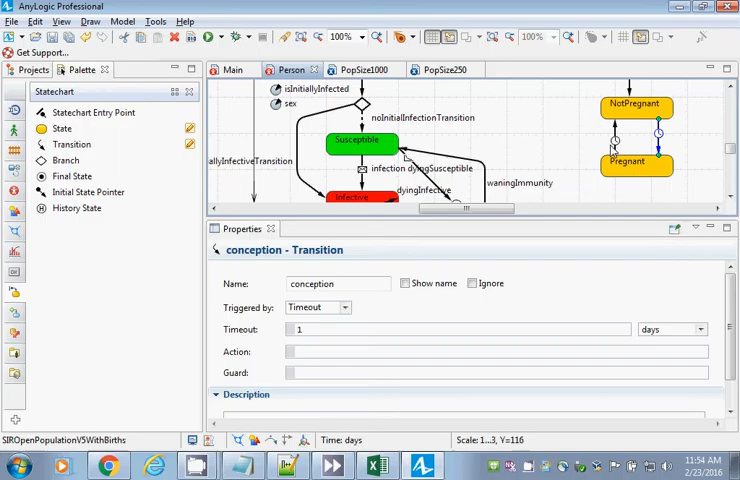 AnyLogic Professional
File Edit View Draw Model Tools Help
100% 100%
Get Support...
Projects Palette Main Person PopSize1000 PopSize250
Statechart
Statechart Entry Point
State
Transition
Branch
Final State
Initial State Pointer
History State
isInitiallyInfected
sex
noInitialInfectionTransition
Susceptible
allyInfectiveTransition
infection dyingSusceptible
dyingInfective
waningImmunity
Infective
NotPregnant
Pregnant
Properties
conception - Transition
Name: conception Show name Ignore
Triggered by: Timeout
Timeout: 1 days
Action:
Guard:
Description
SIROpenPopulationV5WithBirths Time: days Scale: 1...3, Y=116
11:54 AM
2/23/2016